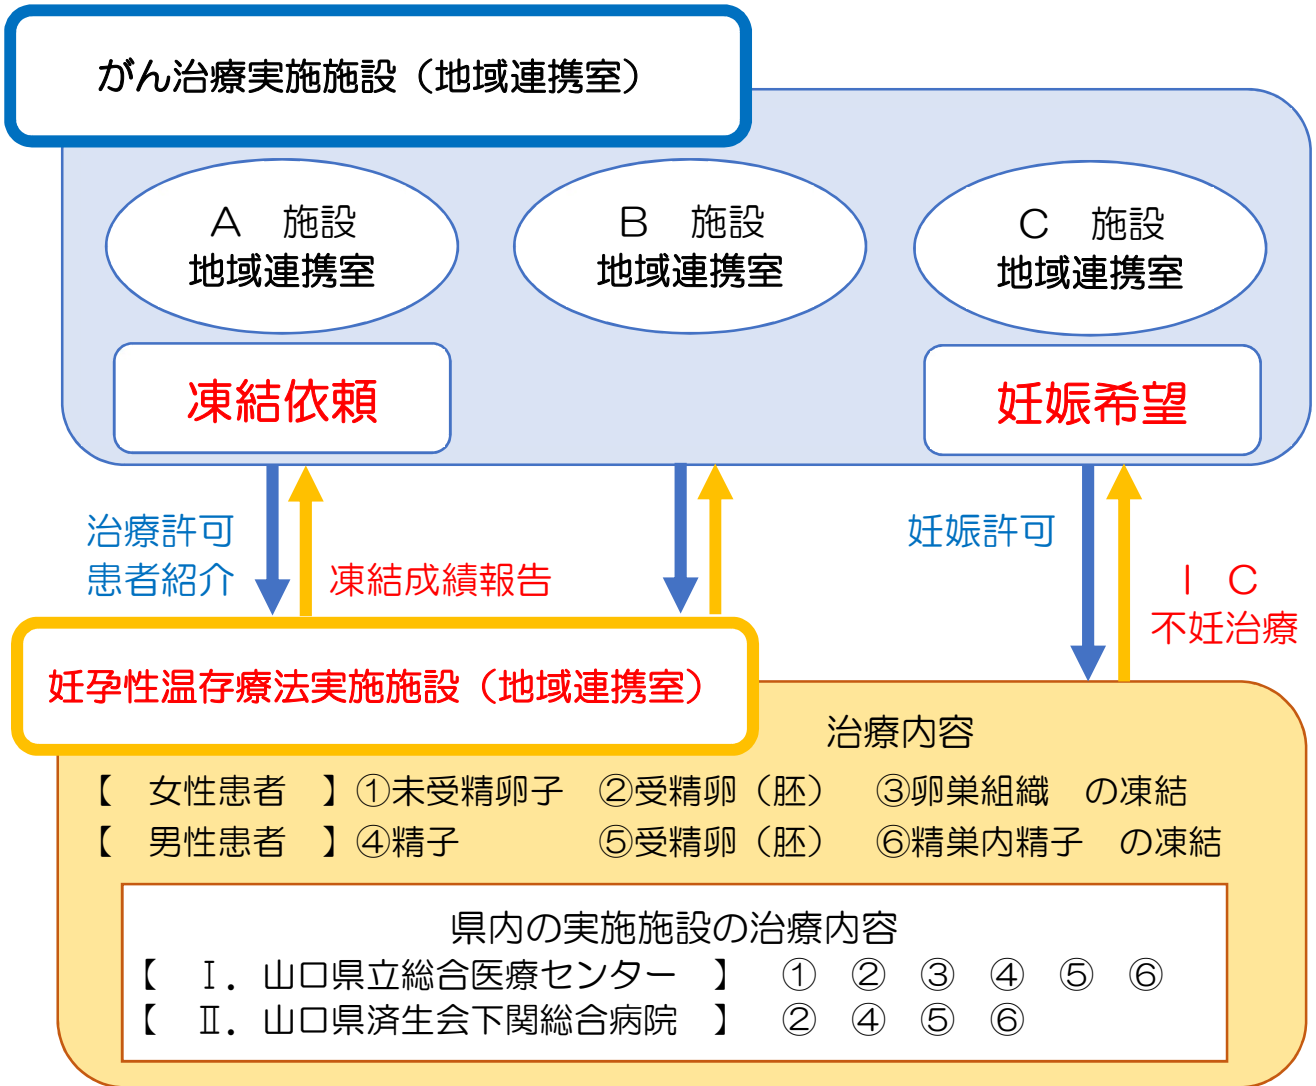 がん治療実施施設（地域連携室）
A　施設
地域連携室
B　施設
地域連携室
C　施設
地域連携室
凍結依頼
妊娠希望
治療許可
患者紹介
凍結成績報告
妊娠許可
I C
不妊治療
妊孕性温存療法実施施設（地域連携室）
治療内容
【　女性患者　】①未受精卵子　②受精卵（胚）　③卵巣組織　の凍結
【　男性患者　】④精子　⑤受精卵（胚）　⑥精巣内精子　の凍結
県内の実施施設の治療内容
【　Ⅰ．山口県立総合医療センター　】　①　②　③　④　⑤　⑥
【　Ⅱ．山口県済生会下関総合病院　】　②　④　⑤　⑥